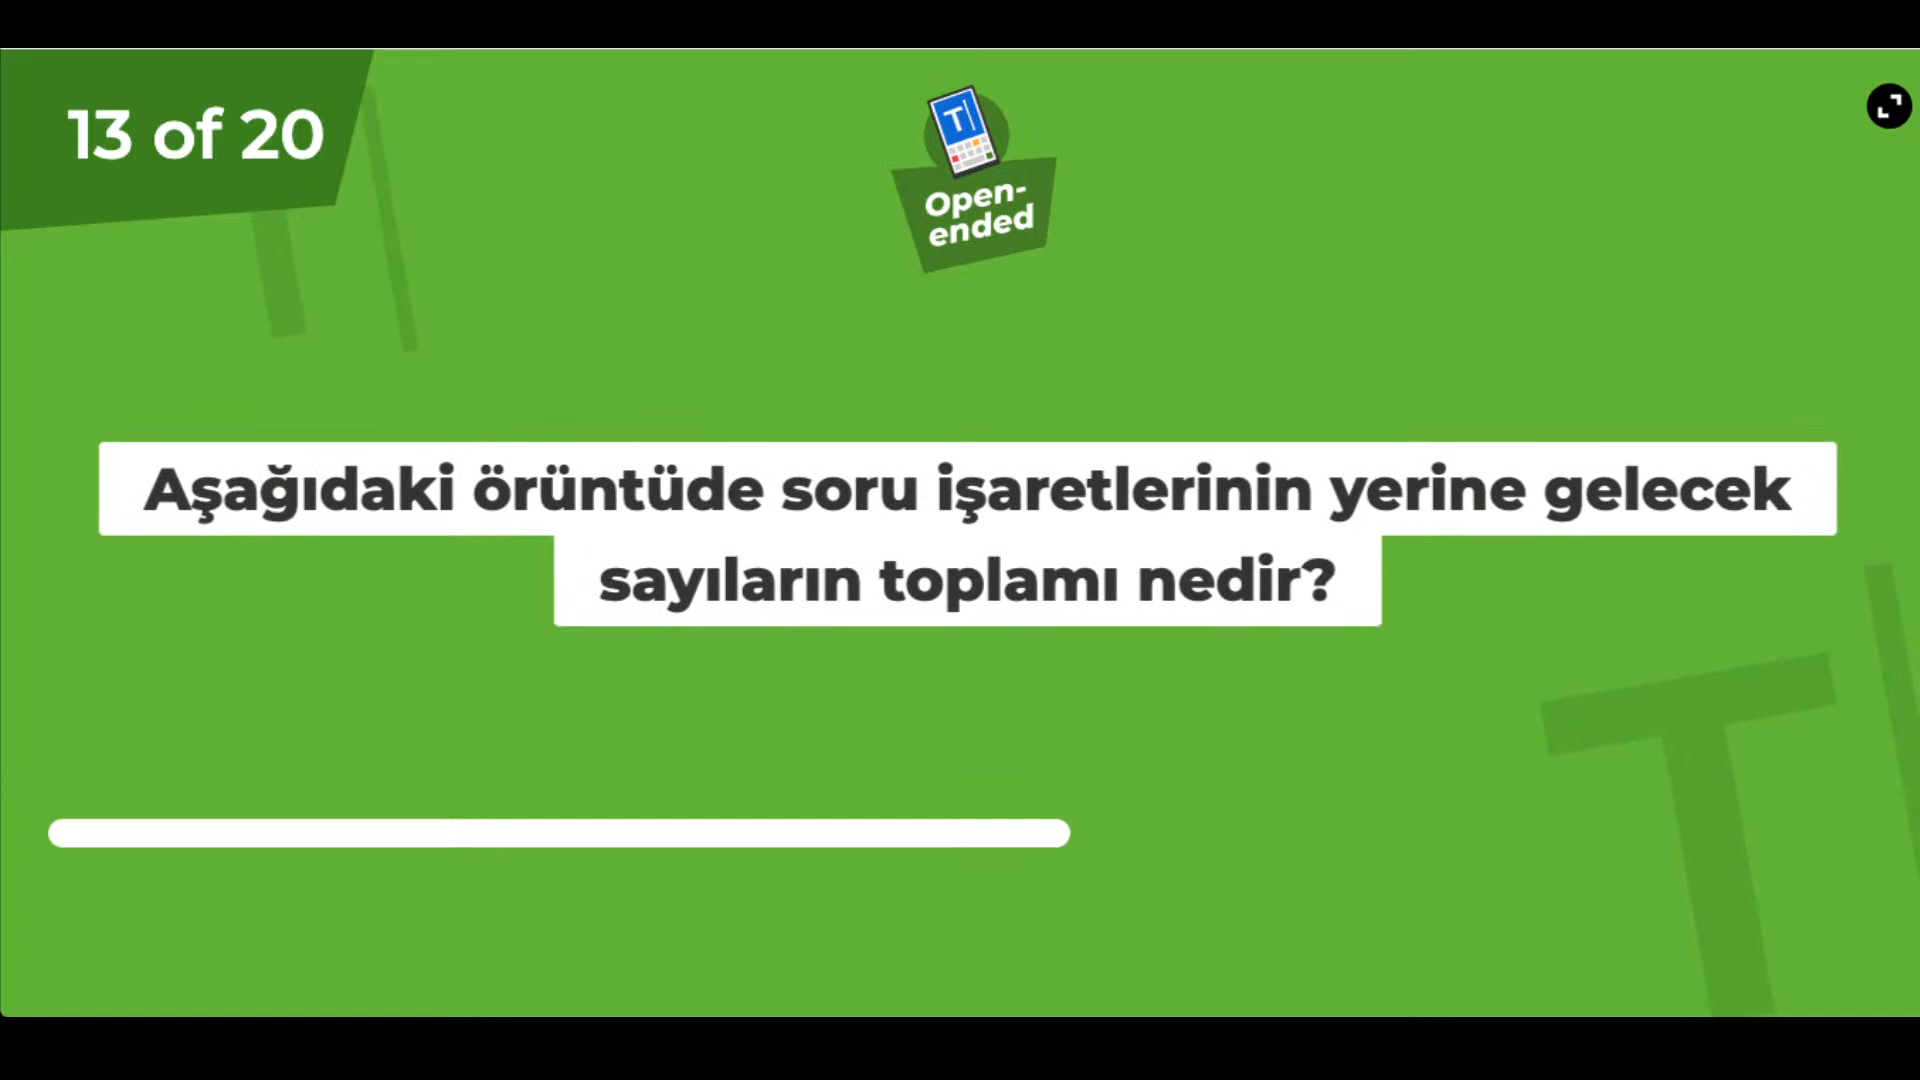 13 of 20
T
Open-
ended
Aşağıdaki örüntüde soru işaretlerinin yerine gelecek
sayıların toplamı nedir?